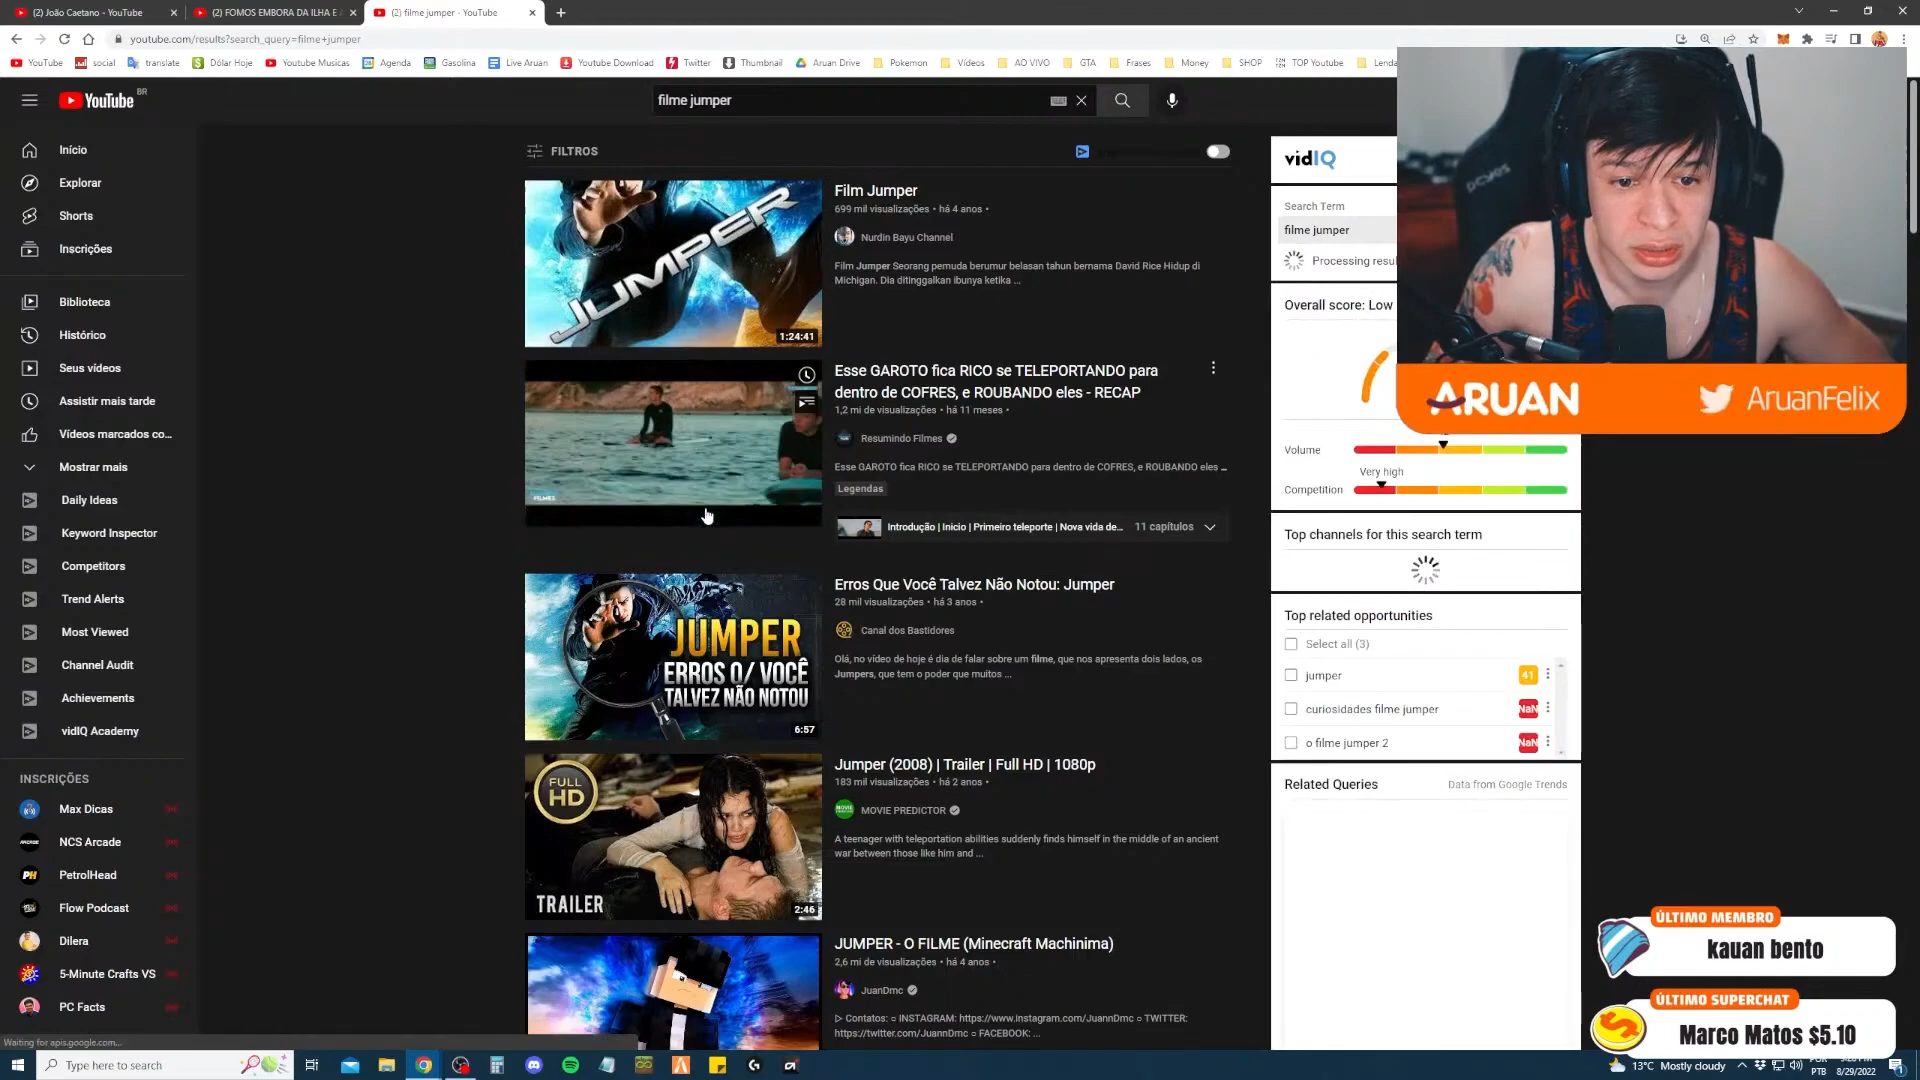 (2) João Caetano - YouTube
(2) FOMOS EMBORA DA ILHA E
(2) filme jumper - YouTube
youtube.com/results?search_query=filme+jumper
YouTube
social
translate
Dólar Hoje
Youtube Musicas
Agenda
Gasolina
Live Aruan
Youtube Download
Twitter
Thumbnail
Aruan Drive
Pokemon
Vídeos
AO VIVO
GTA
Frases
Money
SHOP
TOP Youtube
Lenda
YouTube BR
filme jumper
Início
Explorar
Shorts
Inscrições
Biblioteca
Histórico
Seus vídeos
Assistir mais tarde
Vídeos marcados co...
Mostrar mais
Daily Ideas
Keyword Inspector
Competitors
Trend Alerts
Most Viewed
Channel Audit
Achievements
vidIQ Academy
INSCRIÇÕES
Max Dicas
NCS Arcade
PetrolHead
Flow Podcast
Dilera
5-Minute Crafts VS
PC Facts
FILTROS
JUMPER
1:24:41
Film Jumper
699 mil visualizações • há 4 anos •
Nurdin Bayu Channel
Film Jumper Seorang pemuda berumur belasan tahun bernama David Rice Hidup di
Michigan. Dia ditinggalkan ibunya ketika ...
FILMES
Esse GAROTO fica RICO se TELEPORTANDO para
dentro de COFRES, e ROUBANDO eles - RECAP
1,2 mi de visualizações • há 11 meses •
Resumindo Filmes
Esse GAROTO fica RICO se TELEPORTANDO para dentro de COFRES, e ROUBANDO eles ...
Legendas
Introdução | Inicio | Primeiro teleporte | Nova vida de...
11 capítulos
JUMPER
ERROS Q/ VOCÊ
TALVEZ NÃO NOTOU
6:57
Erros Que Você Talvez Não Notou: Jumper
28 mil visualizações • há 3 anos •
Canal dos Bastidores
Olá, no vídeo de hoje é dia de falar sobre um filme, que nos apresenta dois lados, os
Jumpers, que tem o poder que muitos ...
FULL
HD
TRAILER
2:46
Jumper (2008) | Trailer | Full HD | 1080p
183 mil visualizações • há 2 anos •
MOVIE PREDICTOR
A teenager with teleportation abilities suddenly finds himself in the middle of an ancient
war between those like him and ...
JUMPER - O FILME (Minecraft Machinima)
2,6 mi de visualizações • há 4 anos •
JuanDmc
▷ Contatos: ○ INSTAGRAM: https://www.instagram.com/JuannDmc ○ TWITTER:
https://twitter.com/JuannDmc ○ FACEBOOK: ...
vidIQ
Search Term
filme jumper
Processing resul
Overall score: Low
Volume
Very high
Competition
Top channels for this search term
Top related opportunities
Select all (3)
jumper
41
curiosidades filme jumper
NaN
o filme jumper 2
NaN
Related Queries
Data from Google Trends
ARUAN
AruanFelix
ÚLTIMO MEMBRO
kauan bento
ÚLTIMO SUPERCHAT
Marco Matos $5.10
Waiting for apis.google.com...
Type here to search
13°C Mostly cloudy
PTB
8/29/2022